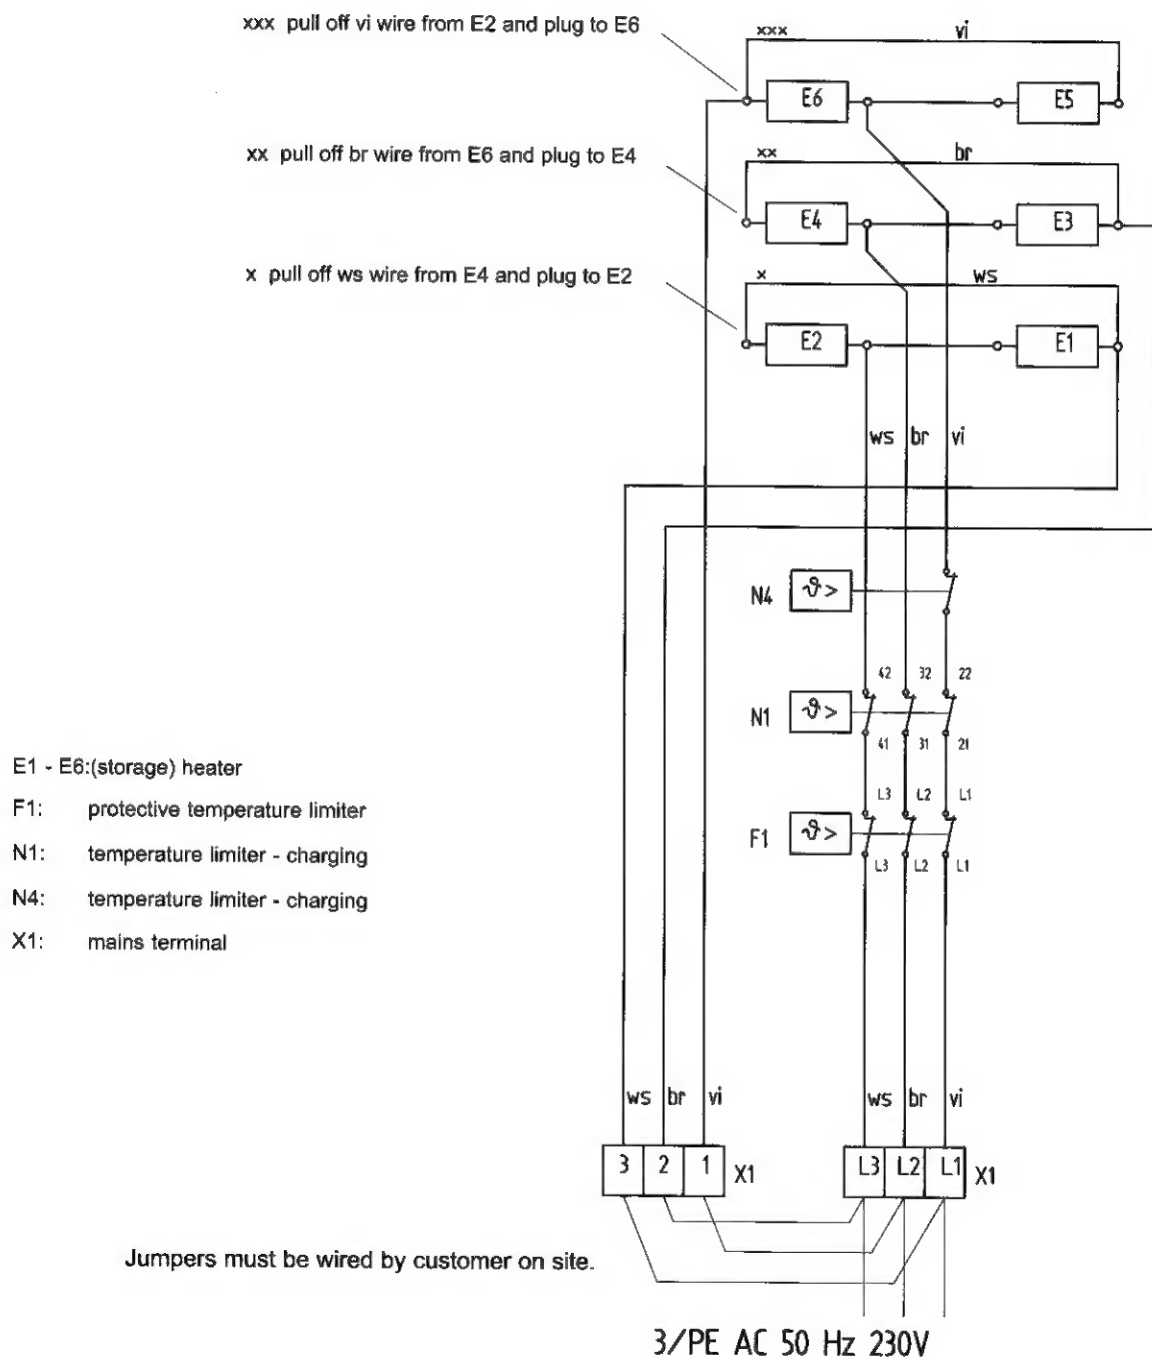 xxx pull off vi wire from E2 and plug to E6
xxx
vi
E6
E5
xx pull off br wire from E6 and plug to E4
xx
br
E4
E3
x pull off ws wire from E4 and plug to E2
x
ws
E2
E1
ws br vi
N4
ϑ>
42 32 22
N1
ϑ>
41 31 21
E1 - E6:(storage) heater
L3 L2 L1
F1: protective temperature limiter
F1
ϑ>
L3 L2 L1
N1: temperature limiter - charging
N4: temperature limiter - charging
X1: mains terminal
ws br vi
ws br vi
3 2 1 X1
L3 L2 L1 X1
Jumpers must be wired by customer on site.
3/PE AC 50 Hz 230V